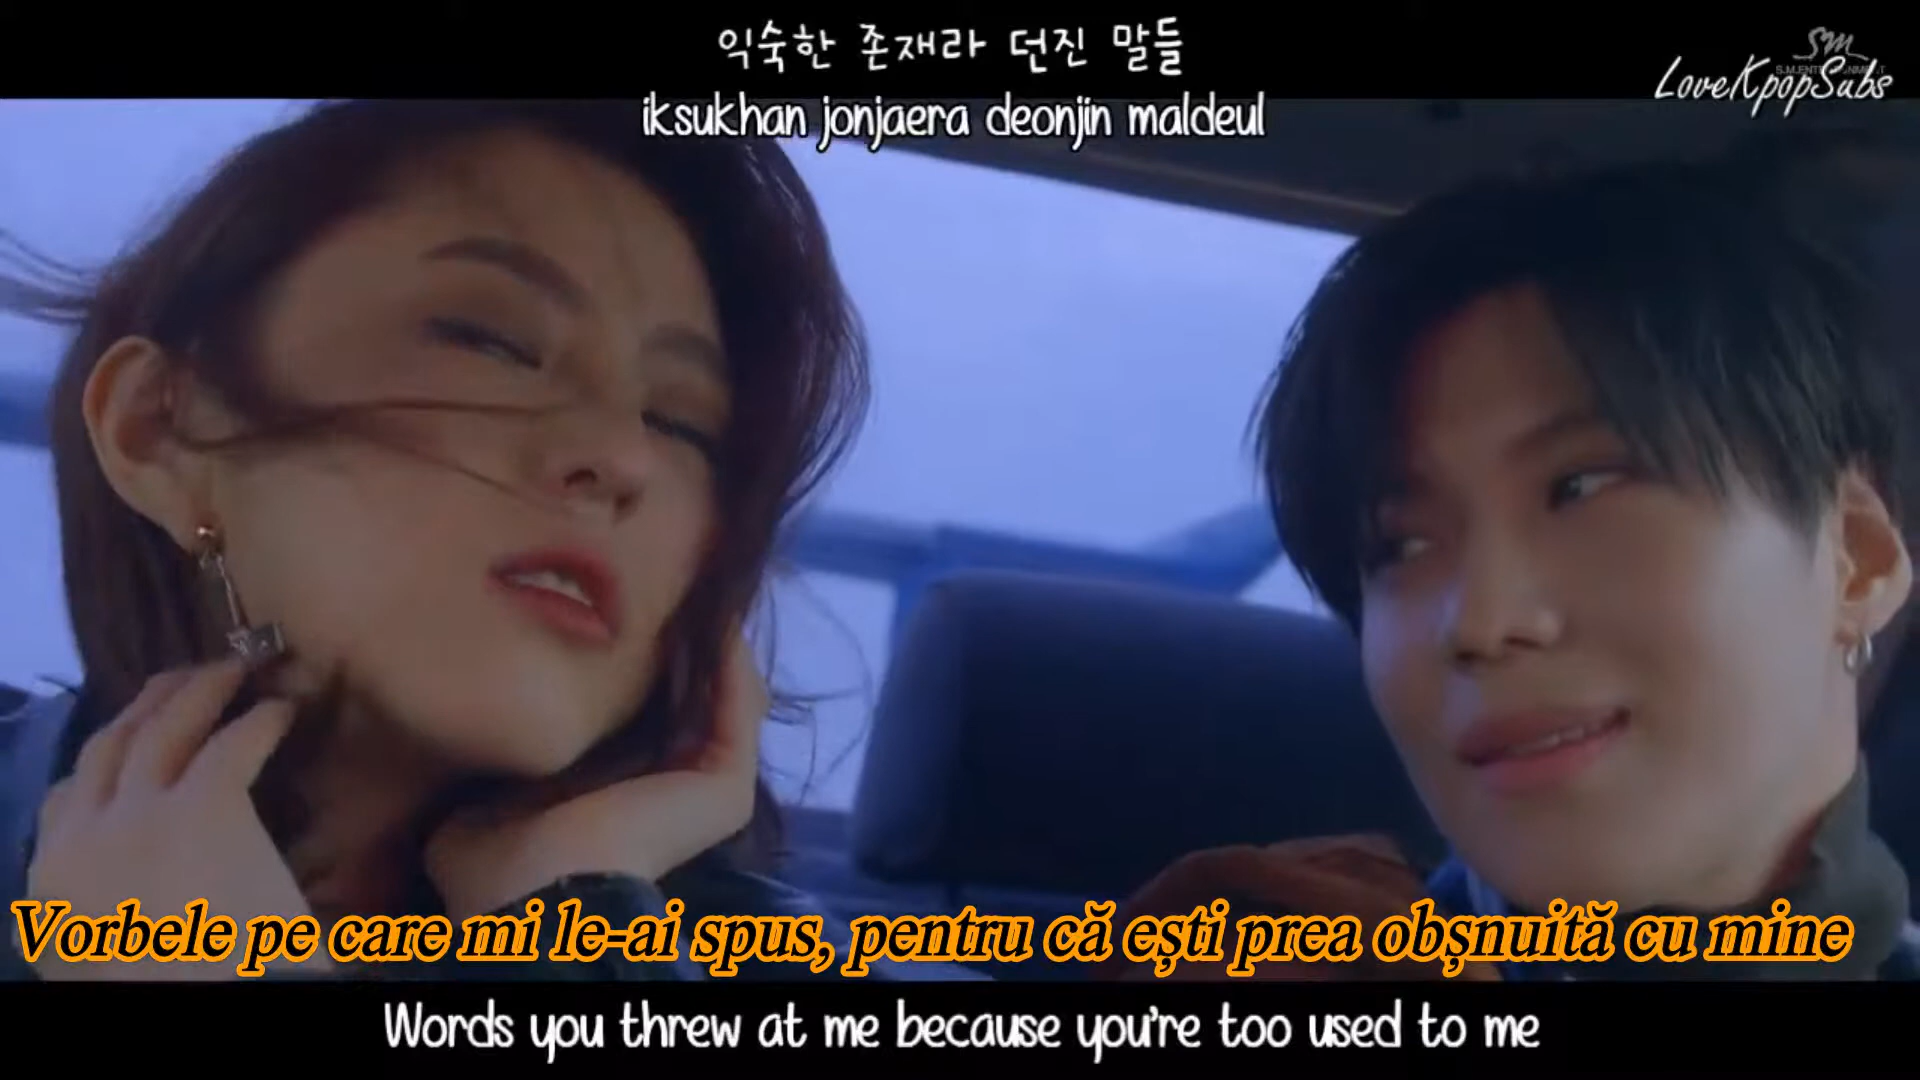 익숙한 존재라 던진 말들
SM
S.M.ENTERTAINMENT
LoveKpopSubs
iksukhan jonjaera deonjin maldeul
Vorbele pe care mi le-ai spus, pentru că ești prea obșnuită cu mine
Words you threw at me because you're too used to me